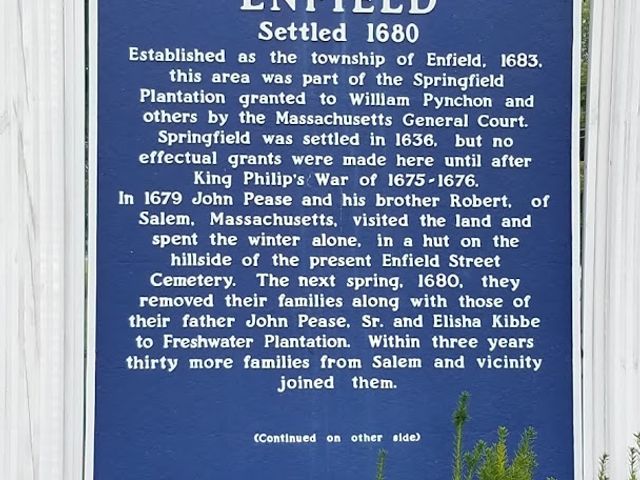 ENFIELD
Settled 1680
Established as the township of Enfield, 1683,
this area was part of the Springfield
Plantation granted to William Pynchon and
others by the Massachusetts General Court.
Springfield was settled in 1636, but no
effectual grants were made here until after
King Philip's War of 1675-1676.
In 1679 John Pease and his brother Robert, of
Salem, Massachusetts, visited the land and
spent the winter alone, in a hut on the
hillside of the present Enfield Street
Cemetery. The next spring, 1680, they
removed their families along with those of
their father John Pease, Sr. and Elisha Kibbe
to Freshwater Plantation. Within three years
thirty more families from Salem and vicinity
joined them.
(Continued on other side)